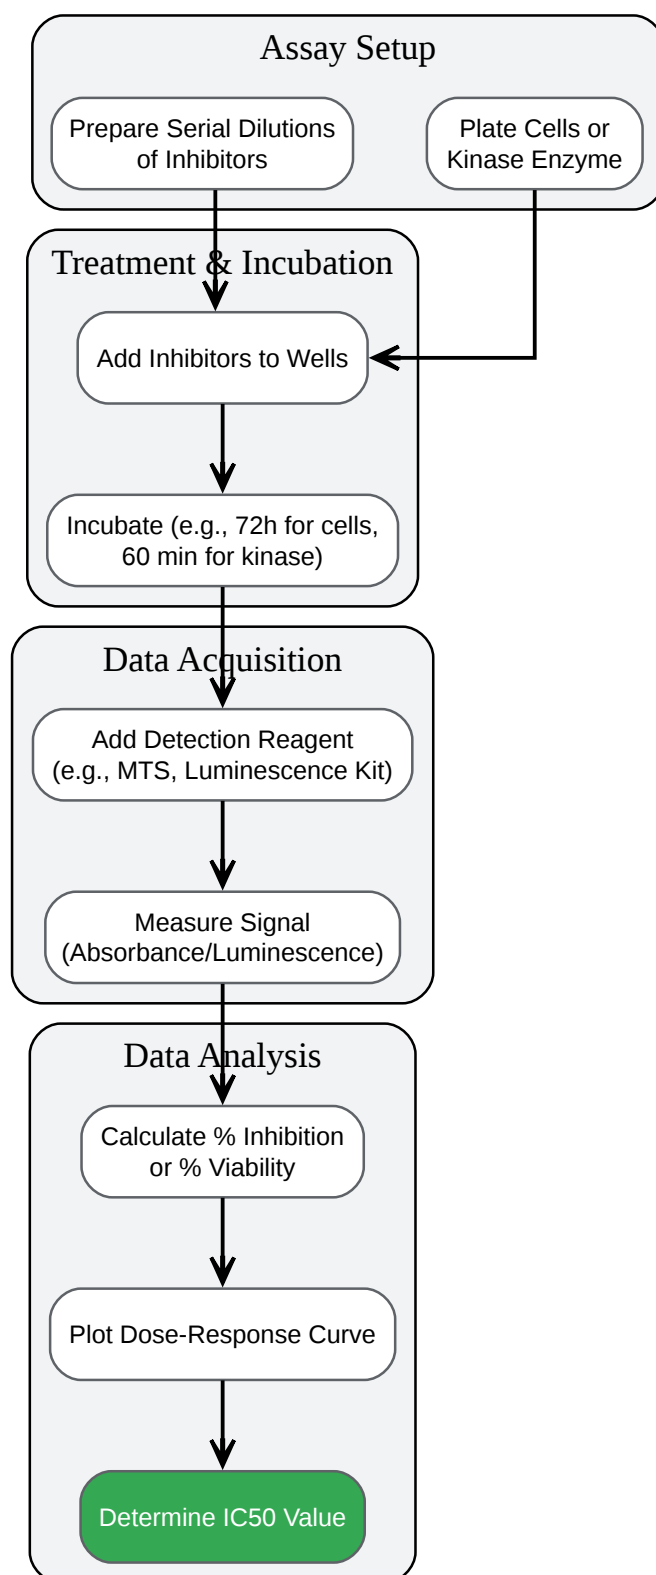 Assay Setup
Prepare Serial Dilutions
of Inhibitors
Plate Cells or
Kinase Enzyme
Treatment & Incubation
Add Inhibitors to Wells
Incubate (e.g., 72h for cells,
60 min for kinase)
Data Acquisition
Add Detection Reagent
(e.g., MTS, Luminescence Kit)
Measure Signal
(Absorbance/Luminescence)
Data Analysis
Calculate % Inhibition
or % Viability
Plot Dose-Response Curve
Determine IC50 Value